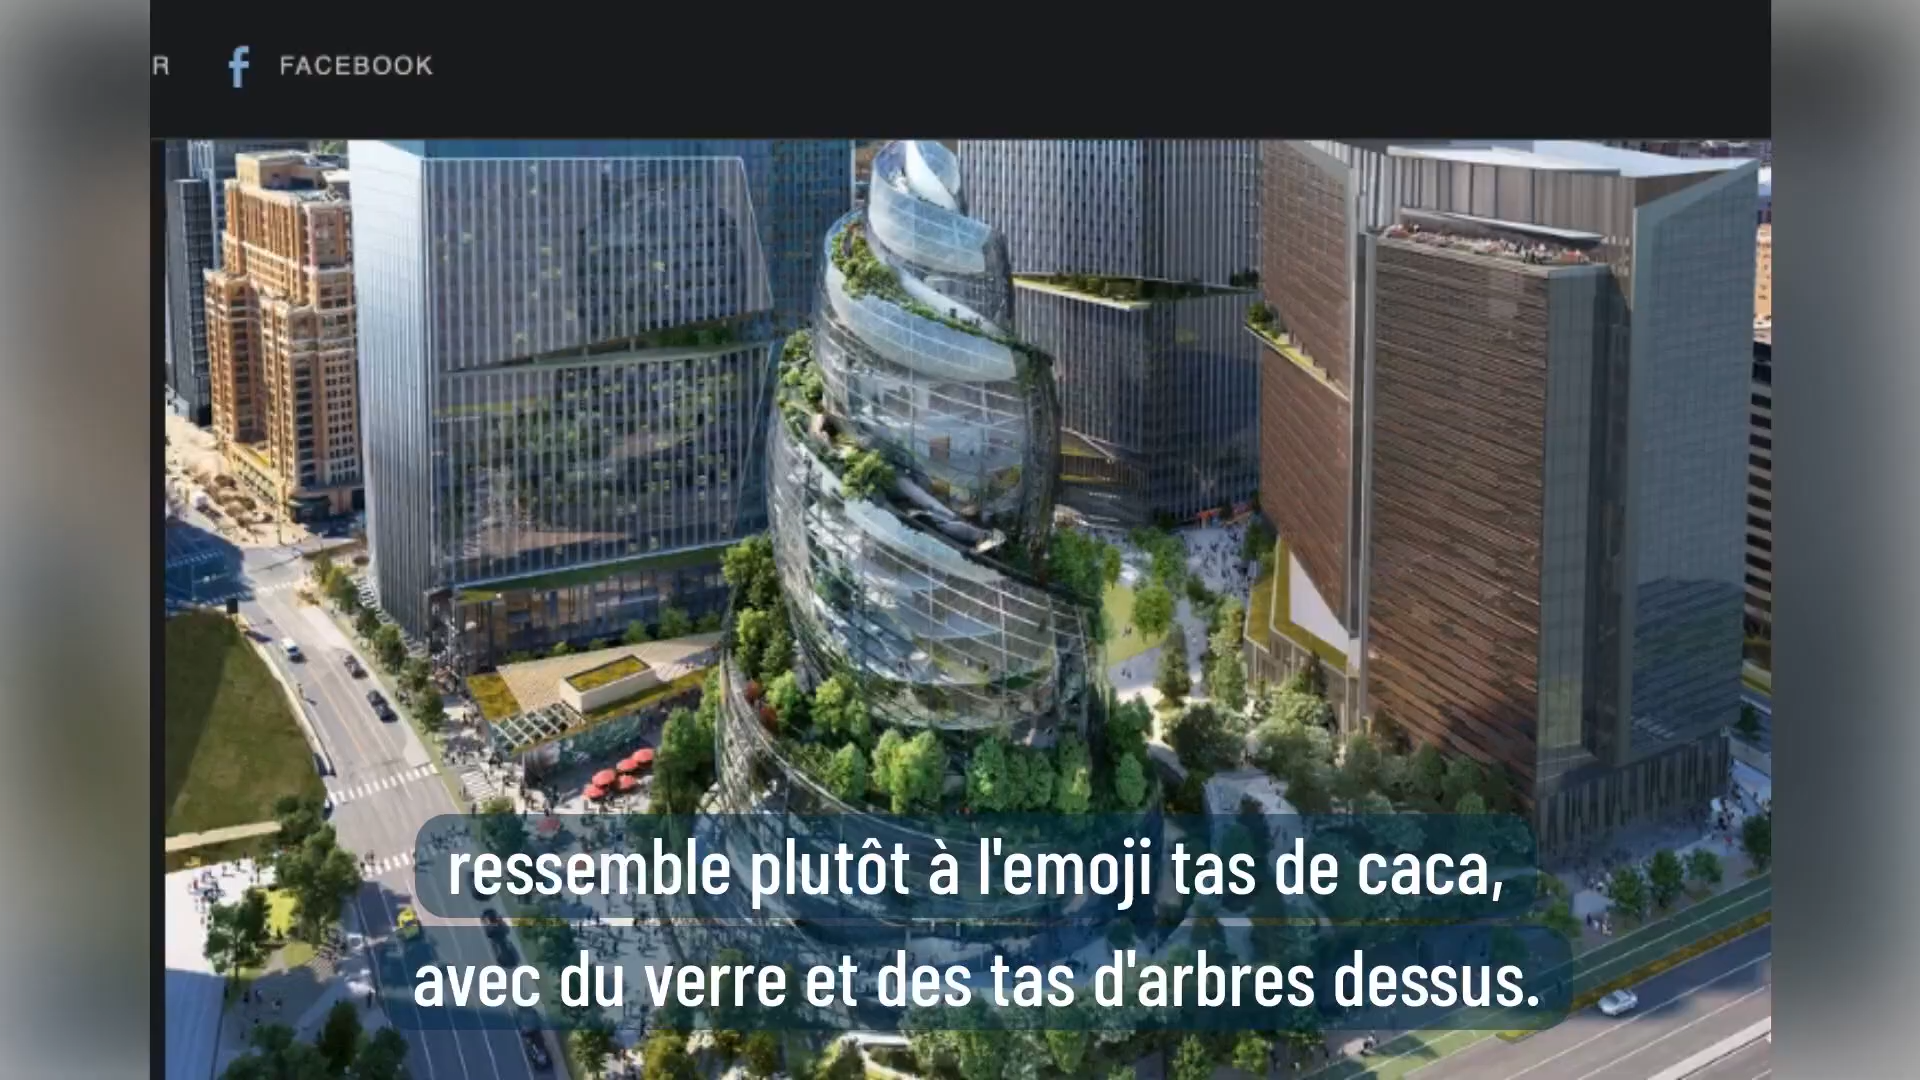 R FACEBOOK
ressemble plutôt à l'emoji tas de caca,
avec du verre et des tas d'arbres dessus.